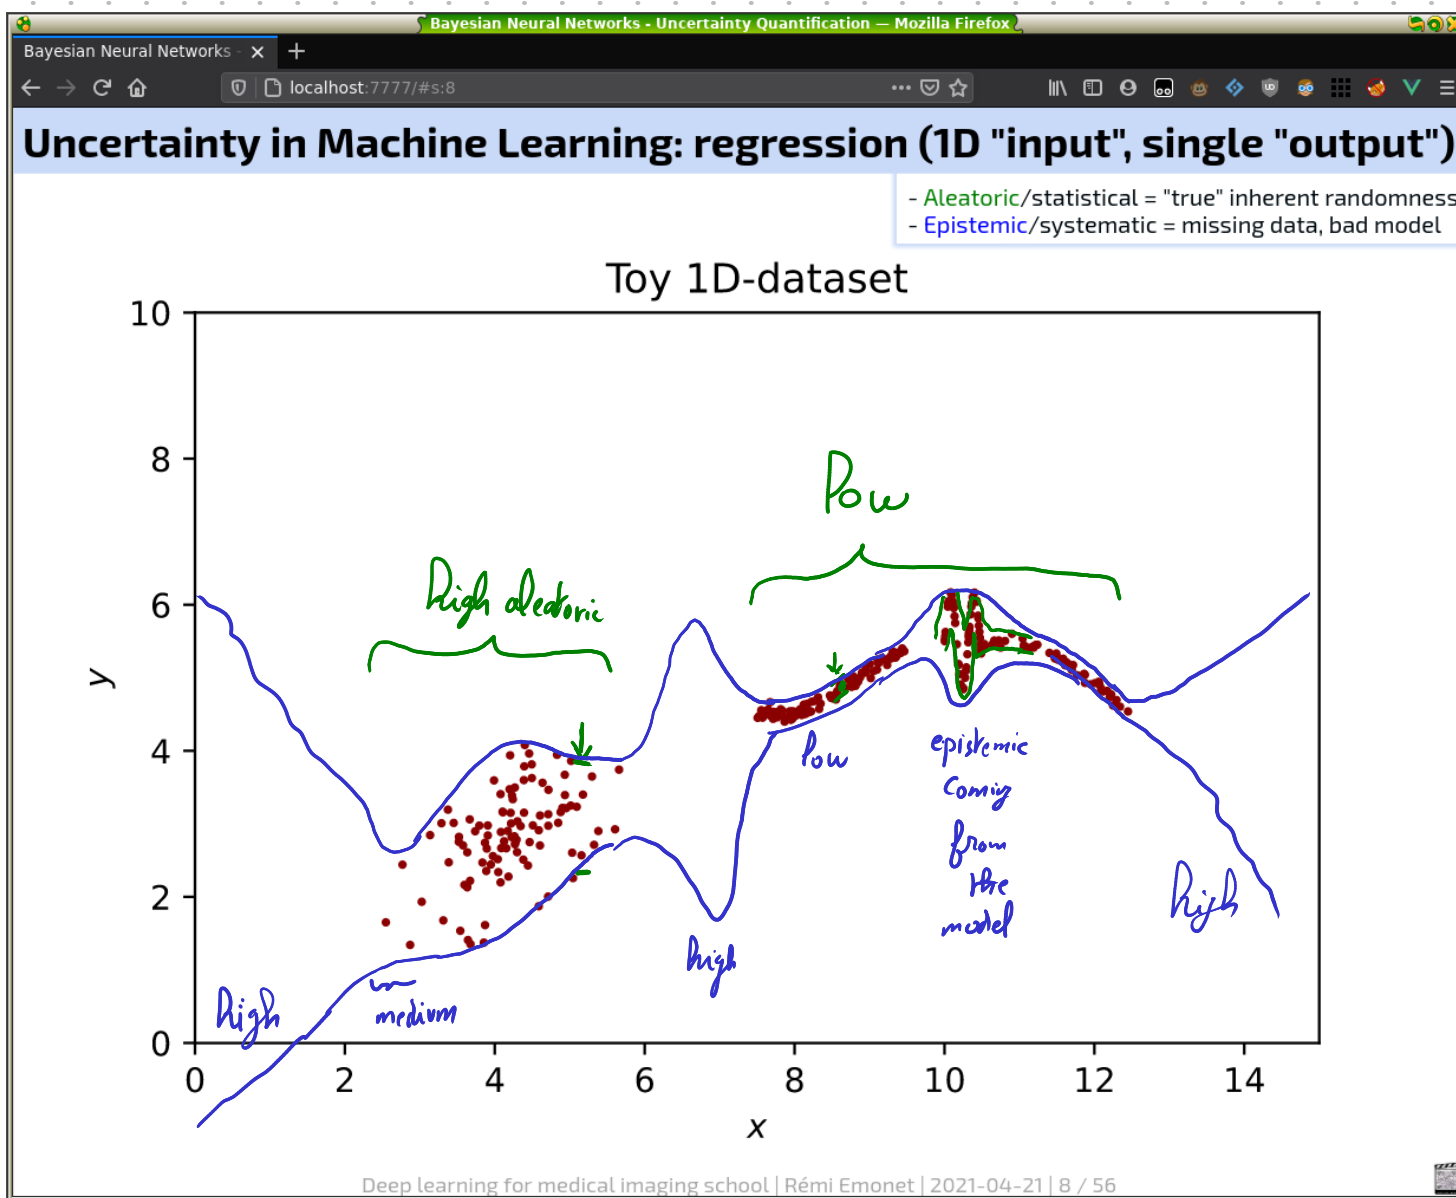 Bayesian Neural Networks - Uncertainty Quantification — Mozilla Firefox
Bayesian Neural Networks -
localhost:7777/#s:8
Uncertainty in Machine Learning: regression (1D "input", single "output")
- Aleatoric/statistical = "true" inherent randomness
- Epistemic/systematic = missing data, bad model
Toy 1D-dataset
10
8
6
4
2
0
y
low
high aleatoric
low
epistemic
coming
from
the
model
high
high
high
medium
0 2 4 6 8 10 12 14
x
Deep learning for medical imaging school | Rémi Emonet | 2021-04-21 | 8 / 56